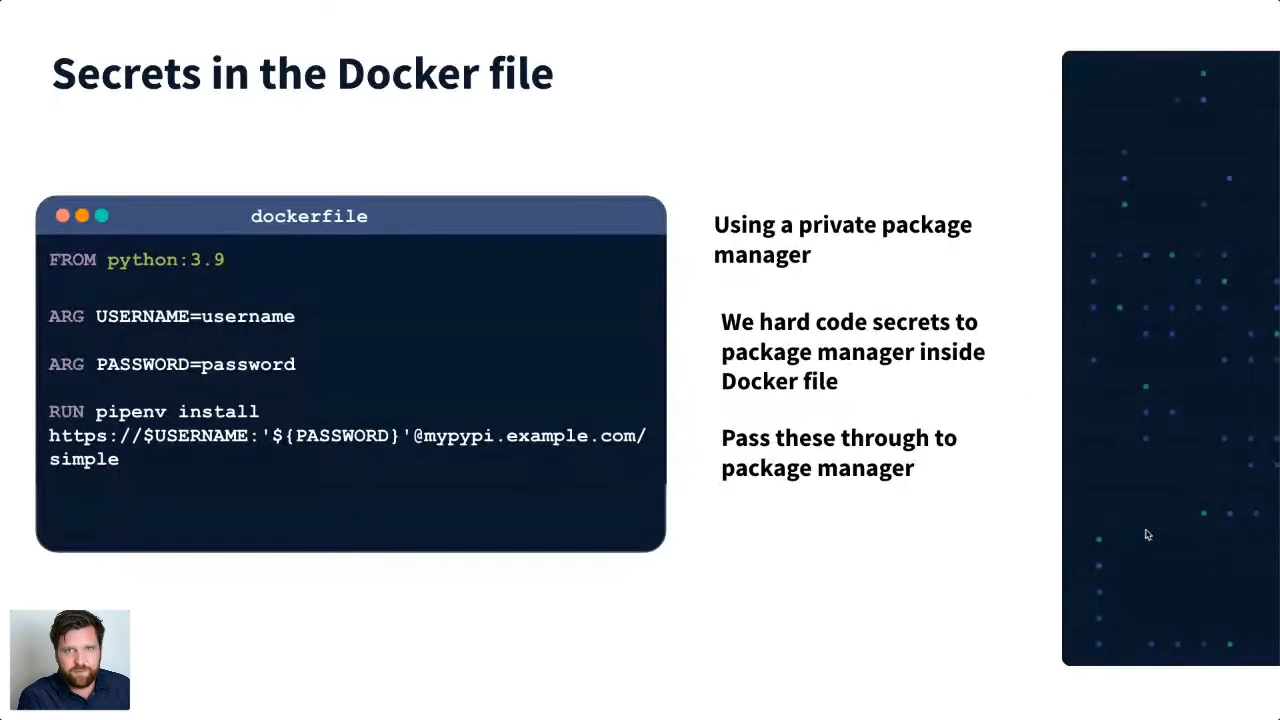 Secrets in the Docker file
dockerfile
FROM python:3.9
ARG USERNAME=username
ARG PASSWORD=password
RUN pipenv install
https://$USERNAME:'${PASSWORD}'@mypypi.example.com/
simple
Using a private package
manager
We hard code secrets to
package manager inside
Docker file
Pass these through to
package manager